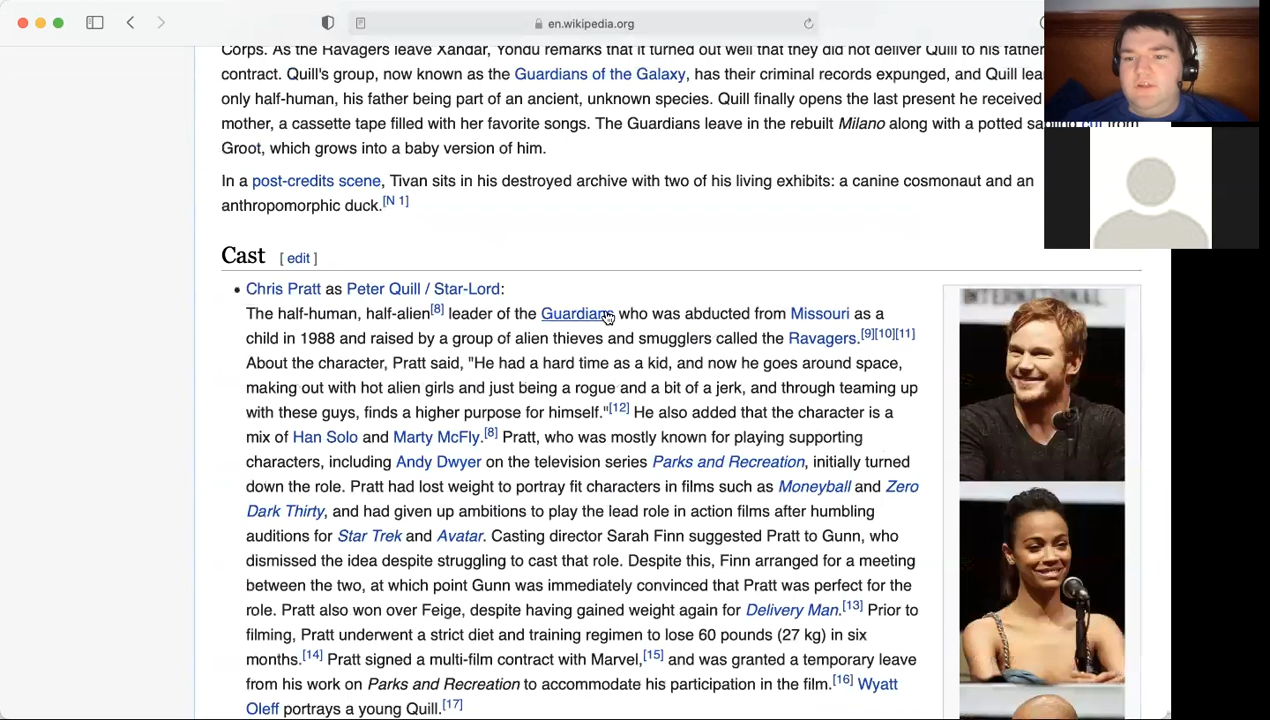 en.wikipedia.org
Corps. As the Ravagers leave Xandar, Yondu remarks that it turned out well that they did not deliver Quill to his father
contract. Quill's group, now known as the Guardians of the Galaxy, has their criminal records expunged, and Quill
only half-human, his father being part of an ancient, unknown species. Quill finally opens the last present he received
mother, a cassette tape filled with her favorite songs. The Guardians leave in the rebuilt Milano along with a potted sapling cut from
Groot, which grows into a baby version of him.
In a post-credits scene, Tivan sits in his destroyed archive with two of his living exhibits: a canine cosmonaut and an
anthropomorphic duck.[N 1]
Cast [ edit ]
• Chris Pratt as Peter Quill / Star-Lord:
The half-human, half-alien[8] leader of the Guardians who was abducted from Missouri as a
child in 1988 and raised by a group of alien thieves and smugglers called the Ravagers.[9][10][11]
About the character, Pratt said, "He had a hard time as a kid, and now he goes around space,
making out with hot alien girls and just being a rogue and a bit of a jerk, and through teaming up
with these guys, finds a higher purpose for himself."[12] He also added that the character is a
mix of Han Solo and Marty McFly.[8] Pratt, who was mostly known for playing supporting
characters, including Andy Dwyer on the television series Parks and Recreation, initially turned
down the role. Pratt had lost weight to portray fit characters in films such as Moneyball and Zero
Dark Thirty, and had given up ambitions to play the lead role in action films after humbling
auditions for Star Trek and Avatar. Casting director Sarah Finn suggested Pratt to Gunn, who
dismissed the idea despite struggling to cast that role. Despite this, Finn arranged for a meeting
between the two, at which point Gunn was immediately convinced that Pratt was perfect for the
role. Pratt also won over Feige, despite having gained weight again for Delivery Man.[13] Prior to
filming, Pratt underwent a strict diet and training regimen to lose 60 pounds (27 kg) in six
months.[14] Pratt signed a multi-film contract with Marvel,[15] and was granted a temporary leave
from his work on Parks and Recreation to accommodate his participation in the film.[16] Wyatt
Oleff portrays a young Quill.[17]
INTERNATIONAL